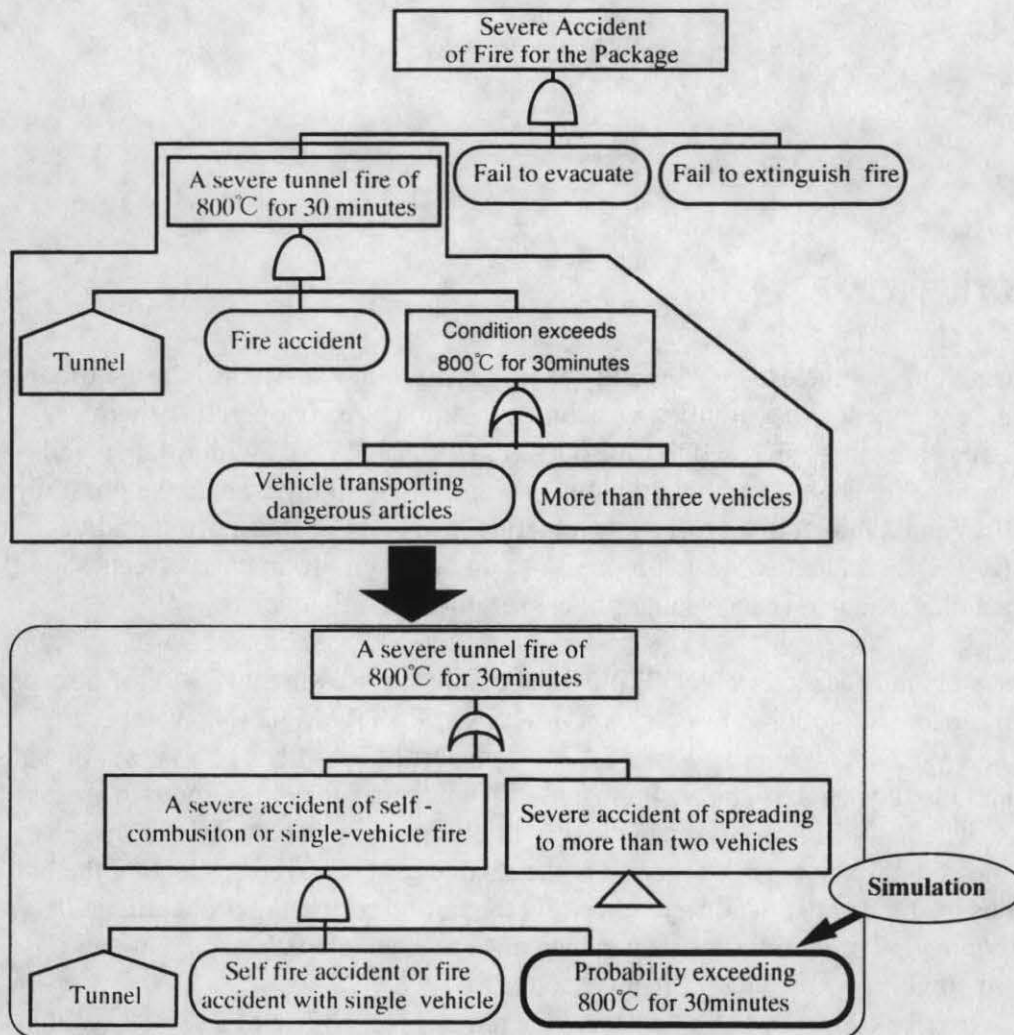 Severe Accident
of Fire for the Package
A severe tunnel fire of
800℃ for 30 minutes
Fail to evacuate
Fail to extinguish fire
Tunnel
Fire accident
Condition exceeds
800℃ for 30minutes
Vehicle transporting
dangerous articles
More than three vehicles
A severe tunnel fire of
800℃ for 30minutes
A severe accident of self -
combusiton or single-vehicle fire
Severe accident of spreading
to more than two vehicles
Simulation
Tunnel
Self fire accident or fire
accident with single vehicle
Probability exceeding
800℃ for 30minutes